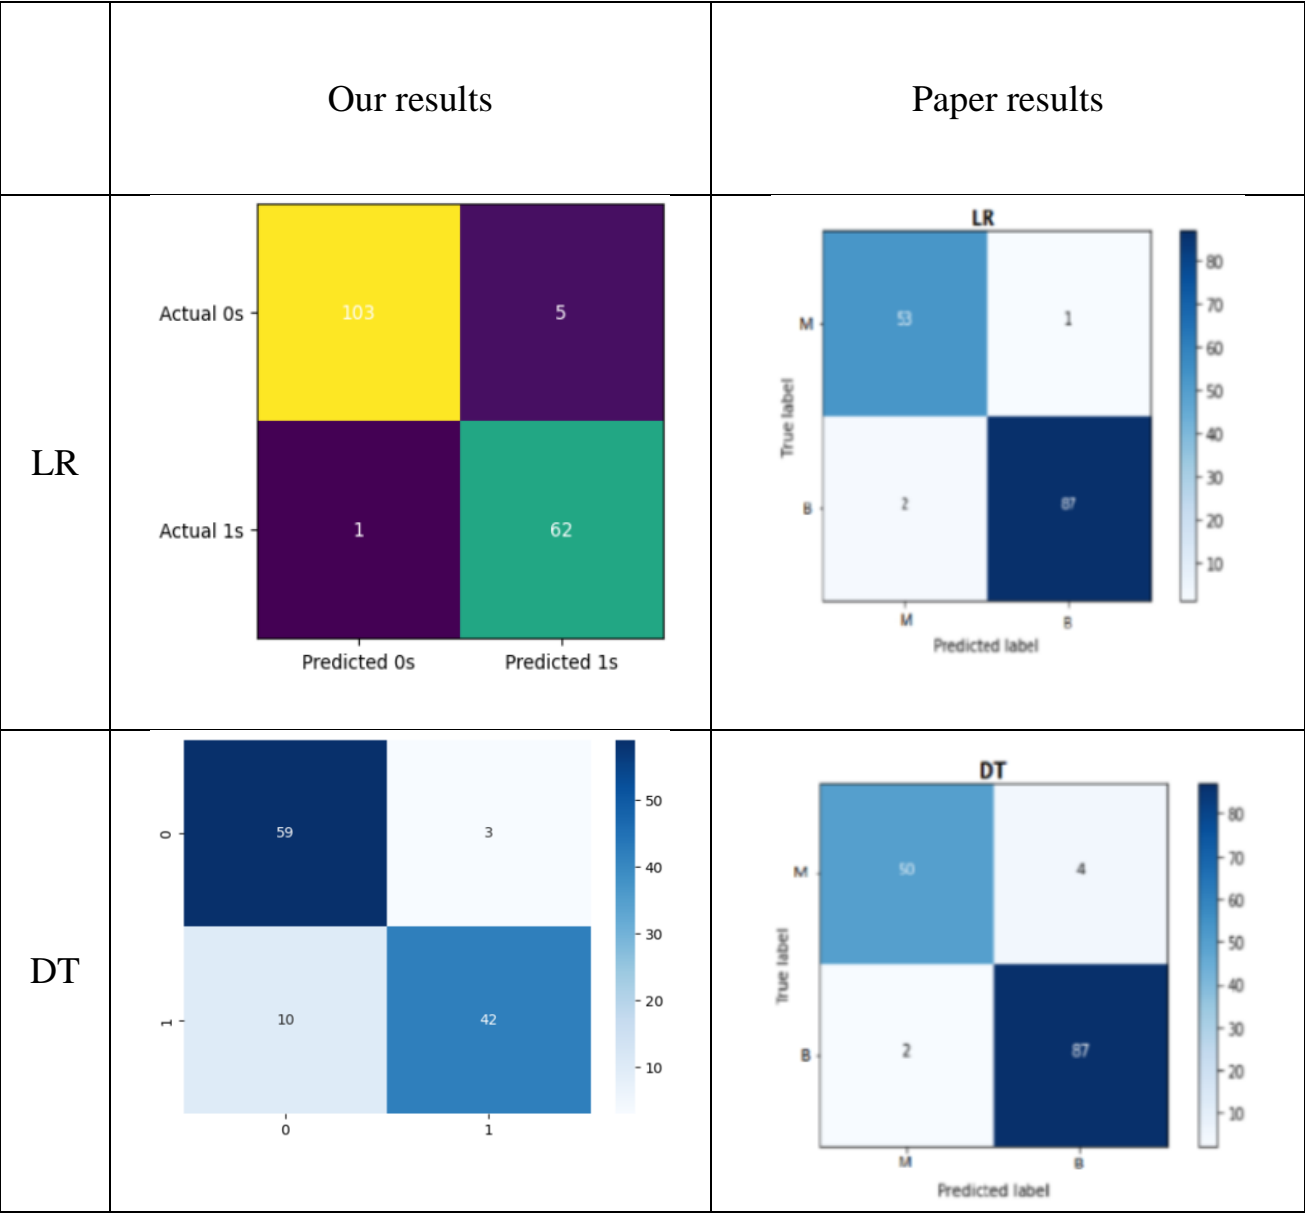 Our results
Paper results
LR
Actual 0s
103
5
Actual 1s
1
62
Predicted 0s
Predicted 1s
LR
True label
M
53
1
B
2
87
M
B
Predicted label
80
70
60
50
40
30
20
10
DT
0
59
3
1
10
42
0
1
50
40
30
20
10
DT
True label
M
50
4
B
2
87
M
B
Predicted label
80
70
60
50
40
30
20
10